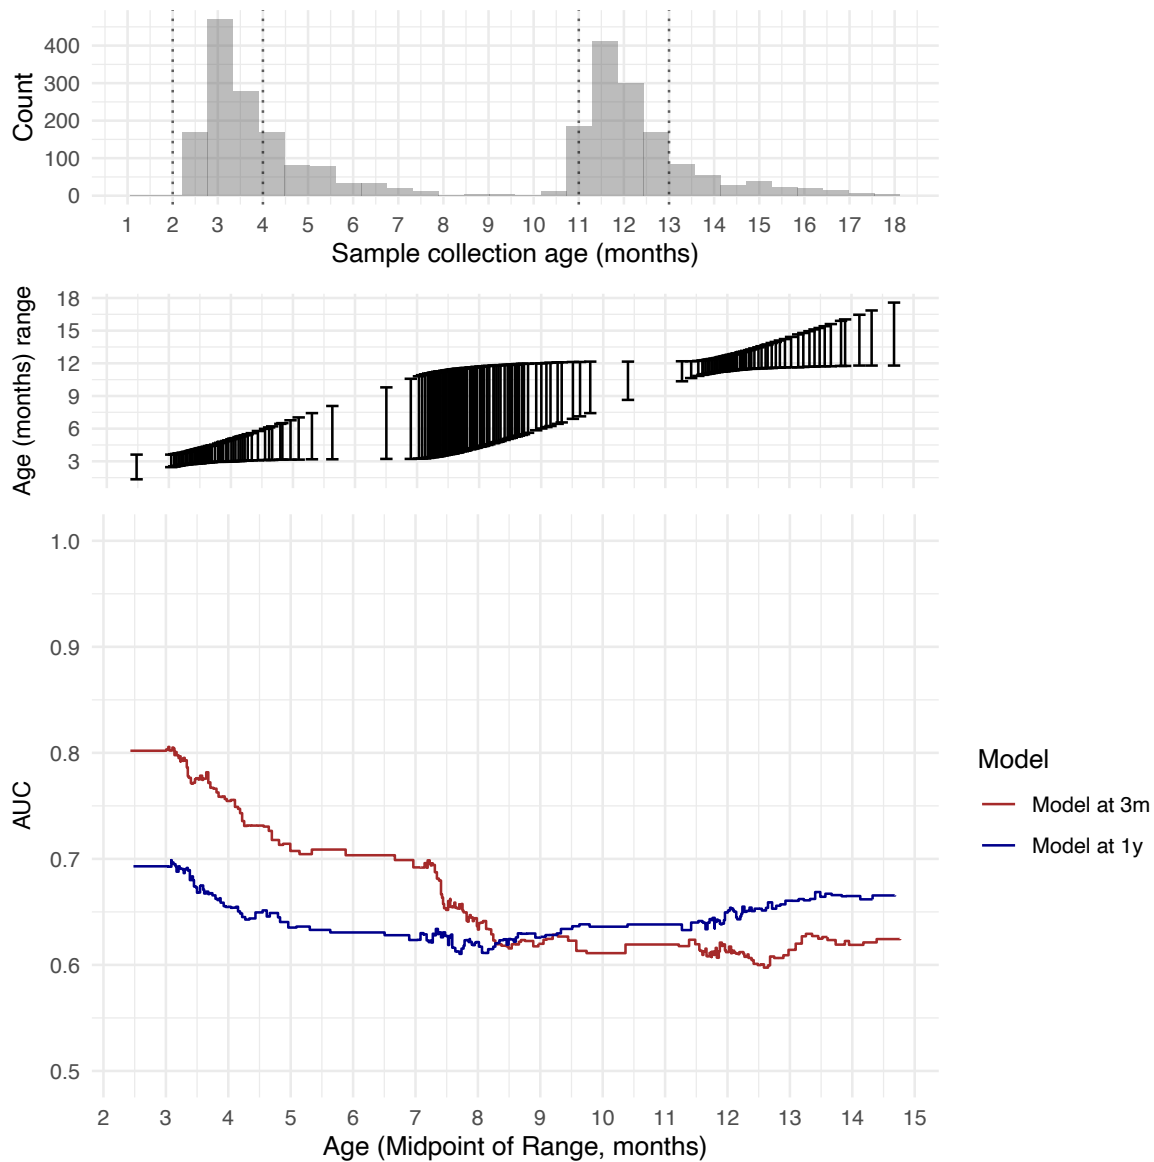 Count
400
300
200
100
0
1 2 3 4 5 6 7 8 9 10 11 12 13 14 15 16 17 18
Sample collection age (months)
Age (months) range
18
15
12
9
6
3
AUC
1.0
0.9
0.8
0.7
0.6
0.5
2 3 4 5 6 7 8 9 10 11 12 13 14 15
Age (Midpoint of Range, months)
Model
Model at 3m
Model at 1y